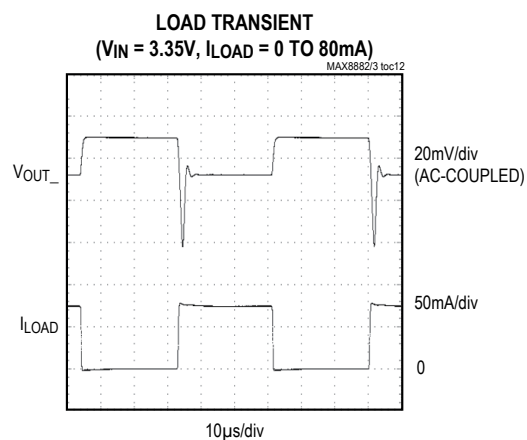 LOAD TRANSIENT
(VIN = 3.35V, ILOAD = 0 TO 80mA)
MAX8882/3 toc12
VOUT_
20mV/div
(AC-COUPLED)
ILOAD
50mA/div
0
10µs/div